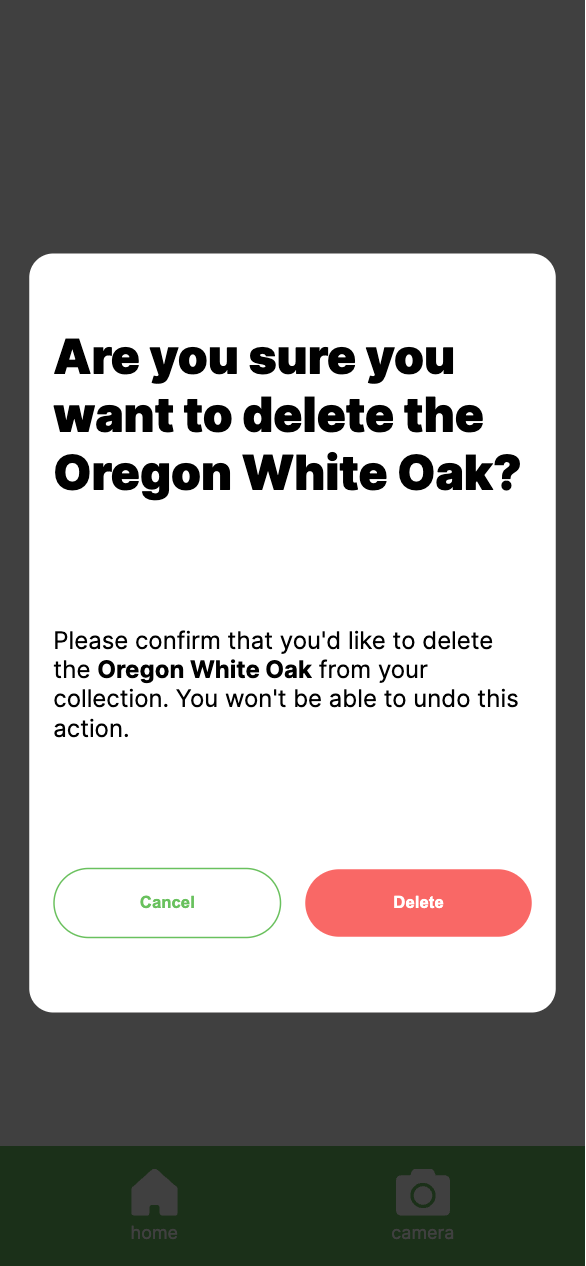 Are you sure you
want to delete the
Oregon White Oak?
Please confirm that you'd like to delete
the Oregon White Oak from your
collection. You won't be able to undo this
action.
Cancel
Delete
home
camera